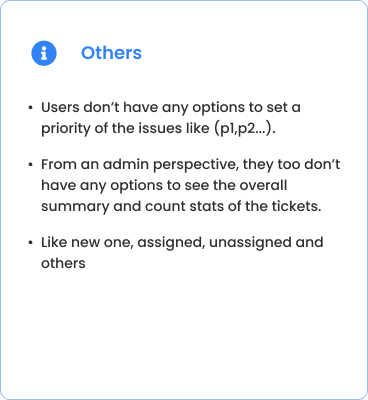 Others
• Users don’t have any options to set a
priority of the issues like (p1,p2...).
• From an admin perspective, they too don’t
have any options to see the overall
summary and count stats of the tickets.
• Like new one, assigned, unassigned and
others